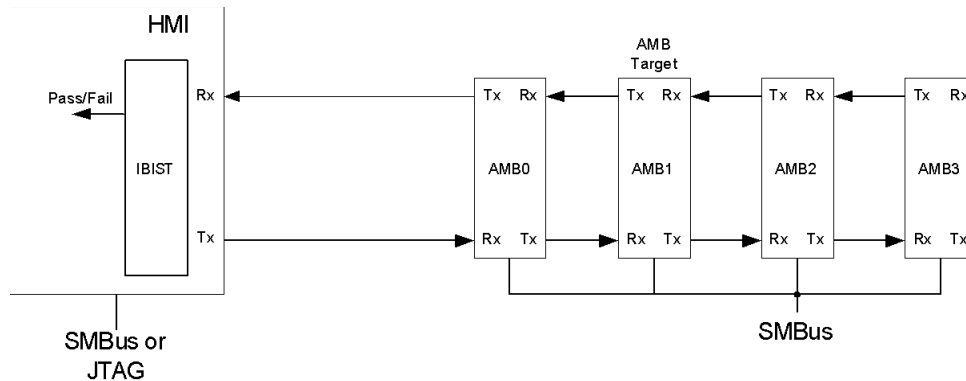 HMI
AMB
Target
Pass/Fail
Rx
Tx Rx
Tx Rx
Tx Rx
Tx Rx
IBIST
AMB0
AMB1
AMB2
AMB3
Tx
Rx Tx
Rx Tx
Rx Tx
Rx Tx
SMBus or
JTAG
SMBus